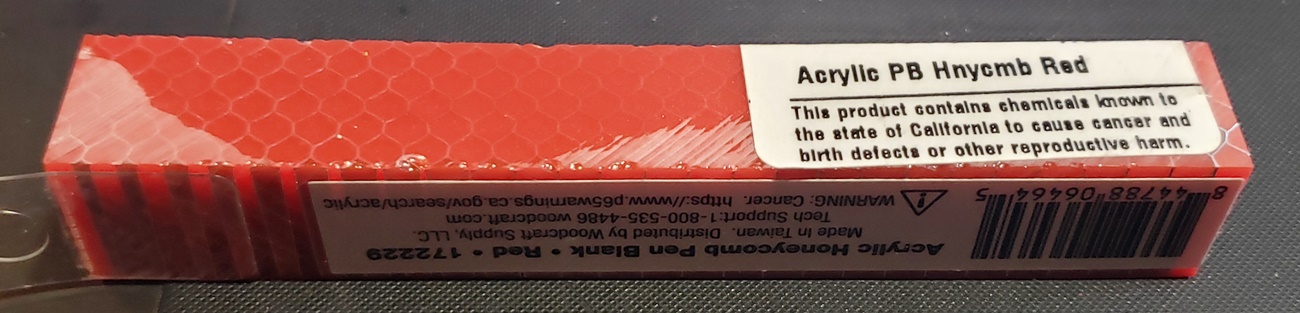 Acrylic PB Hnycmb Red
This product contains chemicals known to
the state of California to cause cancer and
birth defects or other reproductive harm.
Acrylic Honeycomb Pen Blank • Red • 172229
Made in Taiwan. Distributed by Woodcraft Supply, LLC.
Tech Support: 1-800-535-4486 woodcraft.com
WARNING: Cancer. https://www.p65warnings.ca.gov/search/acrylic
8 44788 06464 5